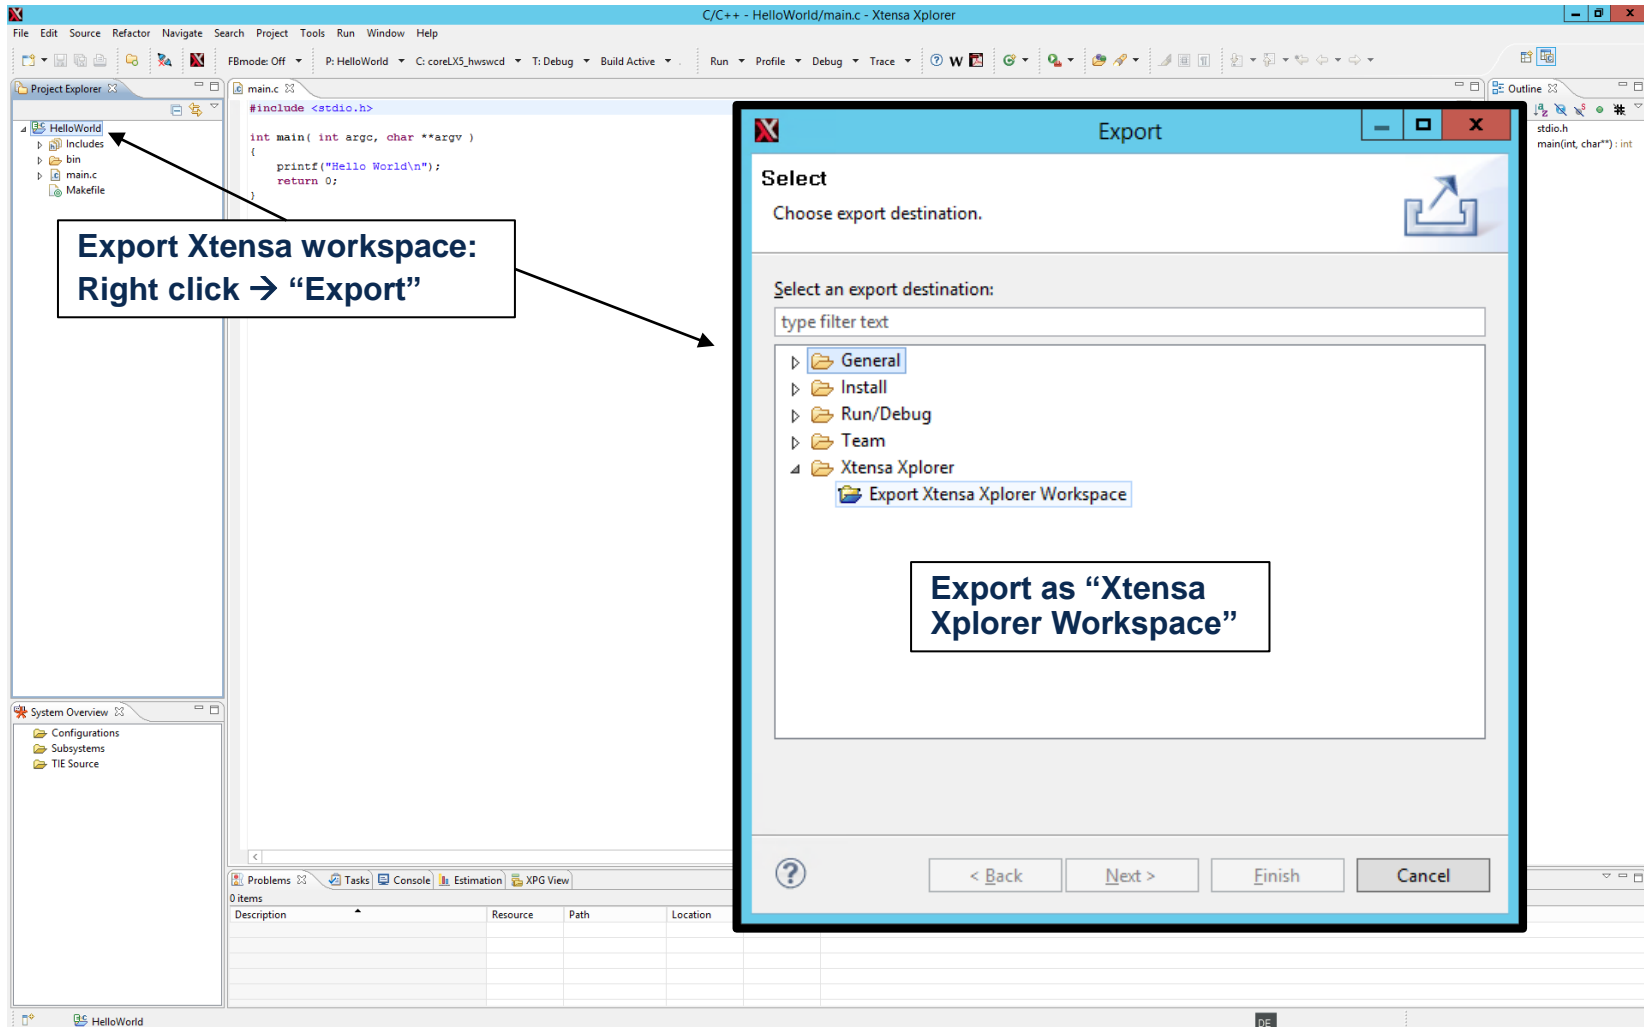 C/C++ - HelloWorld/main.c - Xtensa Xplorer
File Edit Source Refactor Navigate Search Project Tools Run Window Help
FBmode: Off P: HelloWorld C: coreLX5_hwswcd T: Debug Build Active Run Profile Debug Trace
Project Explorer
HelloWorld
Includes
bin
main.c
Makefile
main.c
#include <stdio.h>
int main( int argc, char **argv )
{
printf("Hello World\n");
return 0;
}
Export Xtensa workspace:
Right click → “Export”
Export
Select
Choose export destination.
Select an export destination:
type filter text
General
Install
Run/Debug
Team
Xtensa Xplorer
Export Xtensa Xplorer Workspace
Export as “Xtensa
Xplorer Workspace”
< Back Next > Finish Cancel
Outline
stdio.h
main(int, char**) : int
System Overview
Configurations
Subsystems
TIE Source
Problems Tasks Console Estimation XPG View
0 items
Description Resource Path Location
HelloWorld
DE